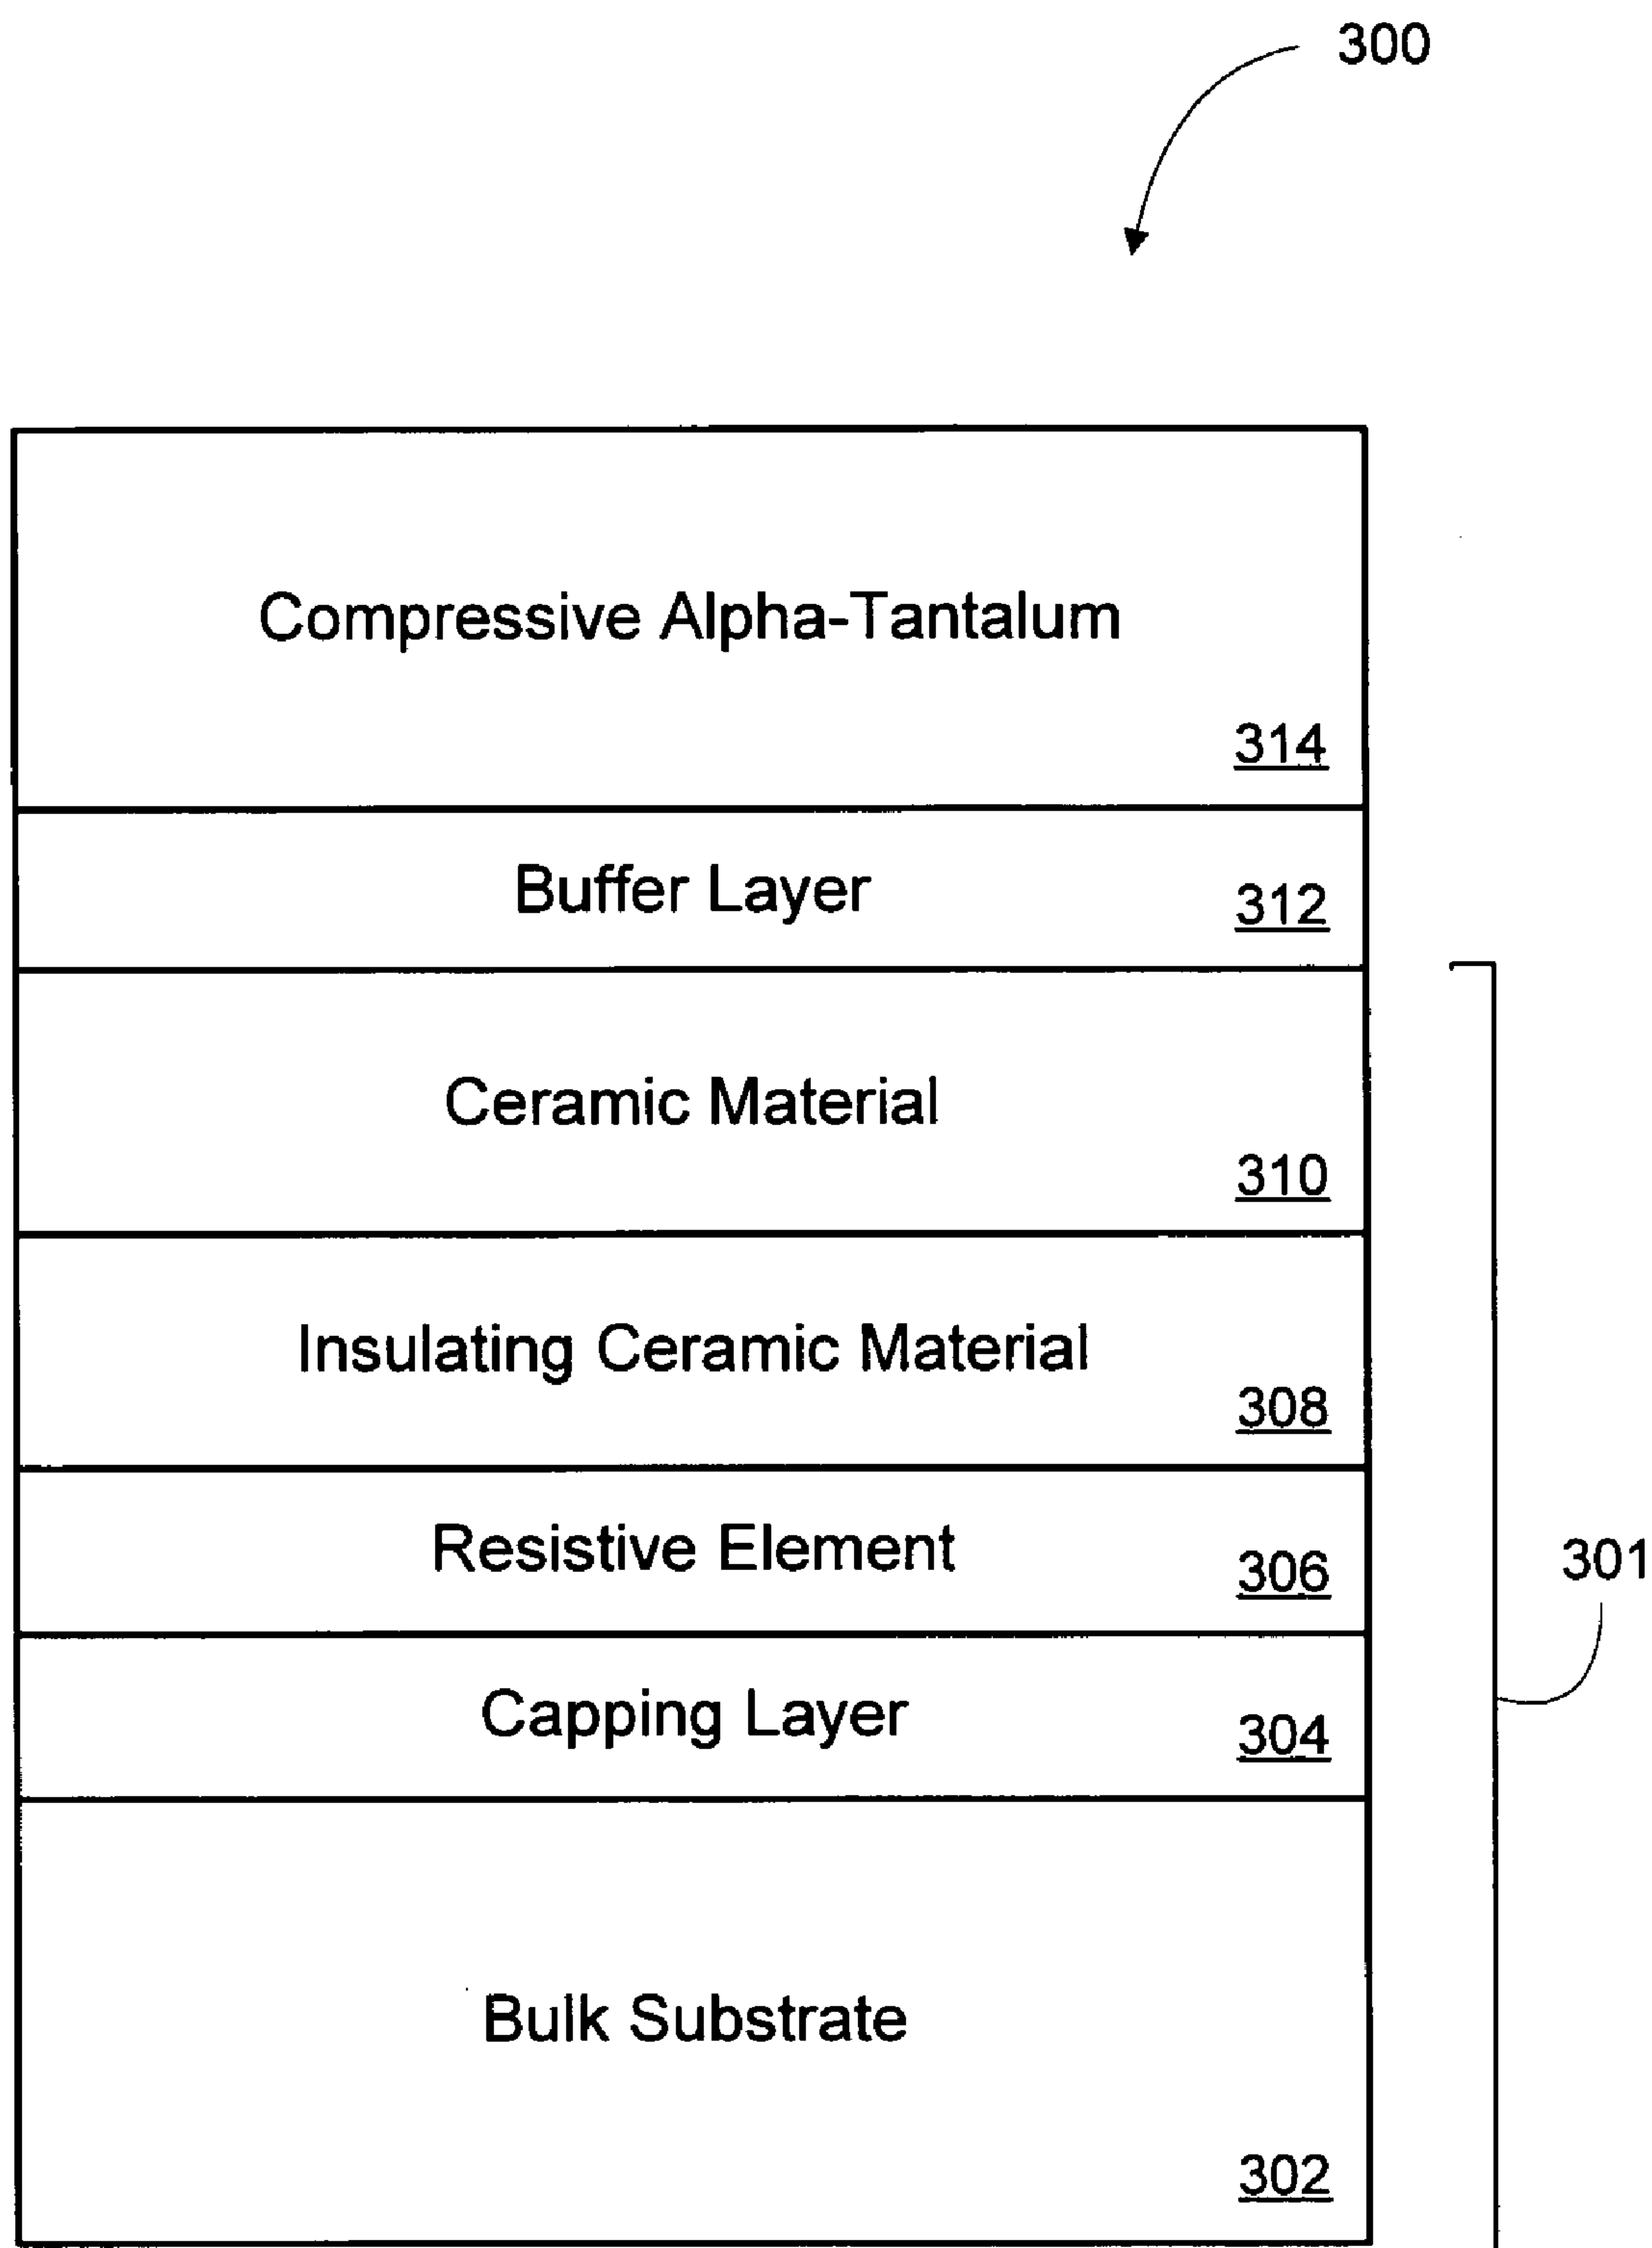 300
Compressive Alpha-Tantalum
314
Buffer Layer
312
Ceramic Material
310
Insulating Ceramic Material
308
Resistive Element
306
301
Capping Layer
304
Bulk Substrate
302